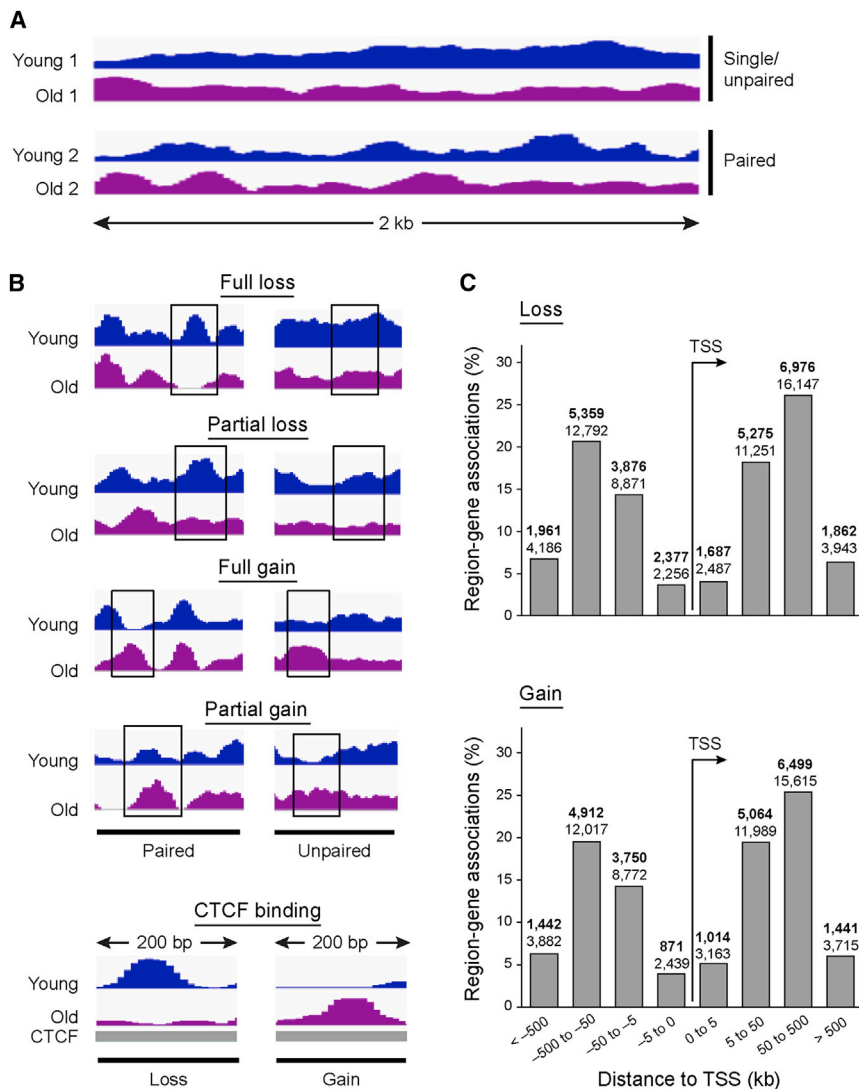 A
Young 1
Old 1
Single/
unpaired
Young 2
Old 2
Paired
2 kb
B
Full loss
Young
Old
Partial loss
Young
Old
Full gain
Young
Old
Partial gain
Young
Old
Paired
Unpaired
CTCF binding
200 bp
200 bp
Young
Old
CTCF
Loss
Gain
C
Loss
Region-gene associations (%)
30
25
20
15
10
5
0
TSS
1,961
4,186
5,359
12,792
3,876
8,871
2,377
2,256
1,687
2,487
5,275
11,251
6,976
16,147
1,862
3,943
Gain
Region-gene associations (%)
30
25
20
15
10
5
0
TSS
1,442
3,882
4,912
12,017
3,750
8,772
871
2,439
1,014
3,163
5,064
11,989
6,499
15,615
1,441
3,715
< –500
–500 to –50
–50 to –5
–5 to 0
0 to 5
5 to 50
50 to 500
> 500
Distance to TSS (kb)